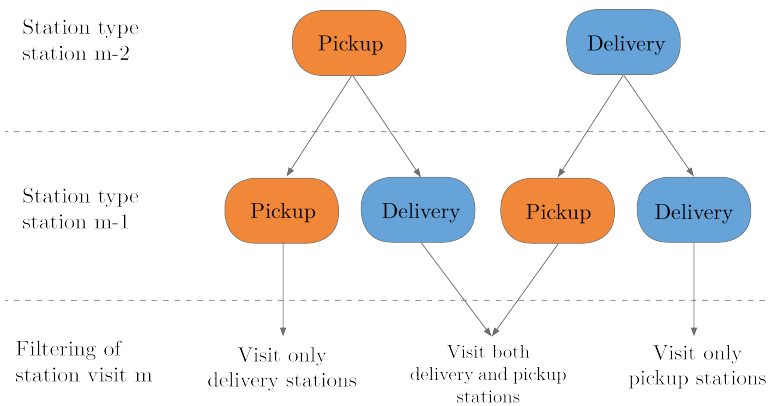 Station type
station m-2
Pickup
Delivery
Station type
station m-1
Pickup
Delivery
Pickup
Delivery
Filtering of
station visit m
Visit only
delivery stations
Visit both
delivery and pickup
stations
Visit only
pickup stations